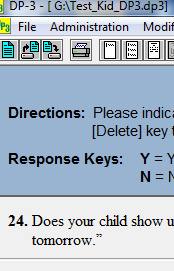 DP-3 - [ G:\Test_Kid_DP3.dp3]
File Administration Modif
Directions: Please indica
[Delete] key t
Response Keys: Y = Y
N = N
24. Does your child show u
tomorrow.”